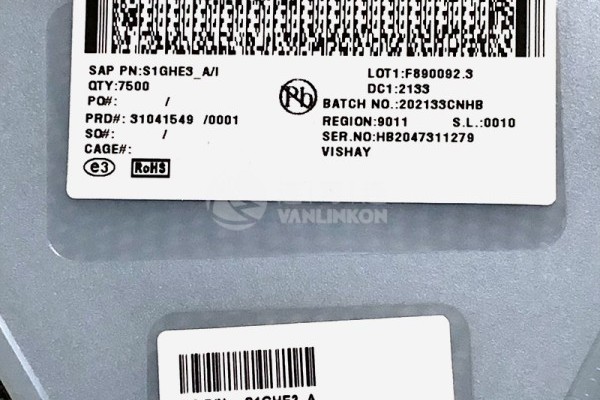 SAP PN:S1GHE3_A/I
QTY:7500
PO#: /
PRD#: 31041549 /0001
SO#: /
CAGE#:
e3 RoHS
Pb
LOT1:F890092.3
DC1:2133
BATCH NO.:202133CNHB
REGION:9011 S.L.:0010
SER.NO:HB2047311279
VISHAY
VANLINKON
S1GHE3_A